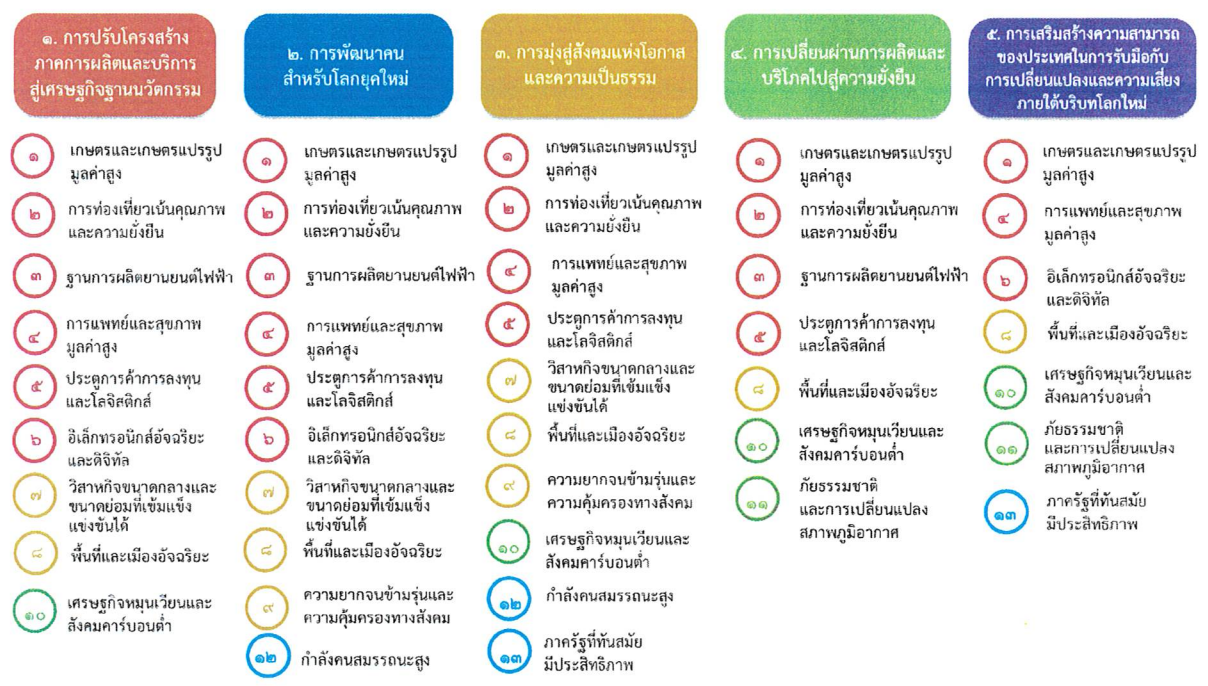 ๑. การปรับโครงสร้าง
ภาคการผลิตและบริการ
สู่เศรษฐกิจฐานนวัตกรรม
๑
เกษตรและเกษตรแปรรูป
มูลค่าสูง
๒
การท่องเที่ยวเน้นคุณภาพ
และความยั่งยืน
๓
ฐานการผลิตยานยนต์ไฟฟ้า
๔
การแพทย์และสุขภาพ
มูลค่าสูง
๕
ประตูการค้าการลงทุน
และโลจิสติกส์
๖
อิเล็กทรอนิกส์อัจฉริยะ
และดิจิทัล
๗
วิสาหกิจขนาดกลางและ
ขนาดย่อมที่เข้มแข็ง
แข่งขันได้
๘
พื้นที่และเมืองอัจฉริยะ
๑๐
เศรษฐกิจหมุนเวียนและ
สังคมคาร์บอนต่ำ
๒. การพัฒนาคน
สำหรับโลกยุคใหม่
๑
เกษตรและเกษตรแปรรูป
มูลค่าสูง
๒
การท่องเที่ยวเน้นคุณภาพ
และความยั่งยืน
๓
ฐานการผลิตยานยนต์ไฟฟ้า
๔
การแพทย์และสุขภาพ
มูลค่าสูง
๕
ประตูการค้าการลงทุน
และโลจิสติกส์
๖
อิเล็กทรอนิกส์อัจฉริยะ
และดิจิทัล
๗
วิสาหกิจขนาดกลางและ
ขนาดย่อมที่เข้มแข็ง
แข่งขันได้
๘
พื้นที่และเมืองอัจฉริยะ
๙
ความยากจนข้ามรุ่นและ
ความคุ้มครองทางสังคม
๑๒
กำลังคนสมรรถนะสูง
๓. การมุ่งสู่สังคมแห่งโอกาส
และความเป็นธรรม
๑
เกษตรและเกษตรแปรรูป
มูลค่าสูง
๒
การท่องเที่ยวเน้นคุณภาพ
และความยั่งยืน
๔
การแพทย์และสุขภาพ
มูลค่าสูง
๕
ประตูการค้าการลงทุน
และโลจิสติกส์
๗
วิสาหกิจขนาดกลางและ
ขนาดย่อมที่เข้มแข็ง
แข่งขันได้
๘
พื้นที่และเมืองอัจฉริยะ
๙
ความยากจนข้ามรุ่นและ
ความคุ้มครองทางสังคม
๑๐
เศรษฐกิจหมุนเวียนและ
สังคมคาร์บอนต่ำ
๑๒
กำลังคนสมรรถนะสูง
๑๓
ภาครัฐที่ทันสมัย
มีประสิทธิภาพ
๔. การเปลี่ยนผ่านการผลิตและ
บริโภคไปสู่ความยั่งยืน
๑
เกษตรและเกษตรแปรรูป
มูลค่าสูง
๒
การท่องเที่ยวเน้นคุณภาพ
และความยั่งยืน
๓
ฐานการผลิตยานยนต์ไฟฟ้า
๕
ประตูการค้าการลงทุน
และโลจิสติกส์
๘
พื้นที่และเมืองอัจฉริยะ
๑๐
เศรษฐกิจหมุนเวียนและ
สังคมคาร์บอนต่ำ
๑๑
ภัยธรรมชาติ
และการเปลี่ยนแปลง
สภาพภูมิอากาศ
๕. การเสริมสร้างความสามารถ
ของประเทศในการรับมือกับ
การเปลี่ยนแปลงและความเสี่ยง
ภายใต้บริบทโลกใหม่
๑
เกษตรและเกษตรแปรรูป
มูลค่าสูง
๔
การแพทย์และสุขภาพ
มูลค่าสูง
๖
อิเล็กทรอนิกส์อัจฉริยะ
และดิจิทัล
๘
พื้นที่และเมืองอัจฉริยะ
๑๐
เศรษฐกิจหมุนเวียนและ
สังคมคาร์บอนต่ำ
๑๑
ภัยธรรมชาติ
และการเปลี่ยนแปลง
สภาพภูมิอากาศ
๑๓
ภาครัฐที่ทันสมัย
มีประสิทธิภาพ